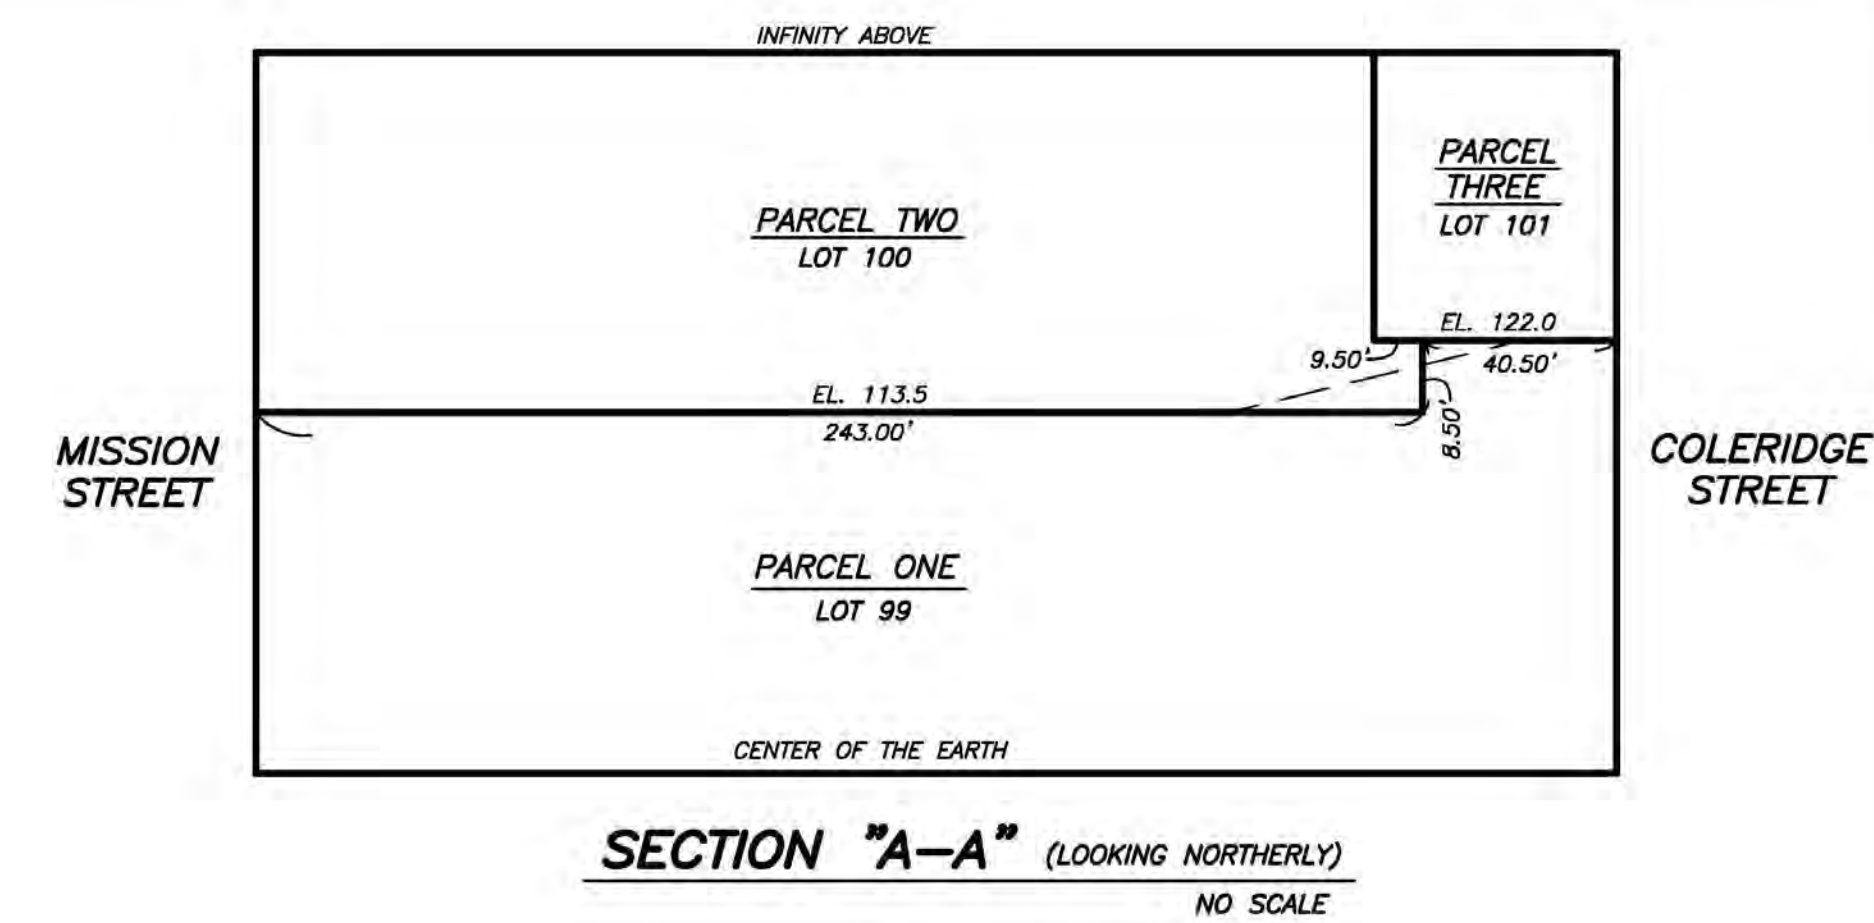 INFINITY ABOVE
PARCEL
THREE
LOT 101
PARCEL TWO
LOT 100
EL. 122.0
9.50'
40.50'
EL. 113.5
243.00'
8.50'
MISSION
STREET
COLERIDGE
STREET
PARCEL ONE
LOT 99
CENTER OF THE EARTH
SECTION "A-A" (LOOKING NORTHERLY)
NO SCALE